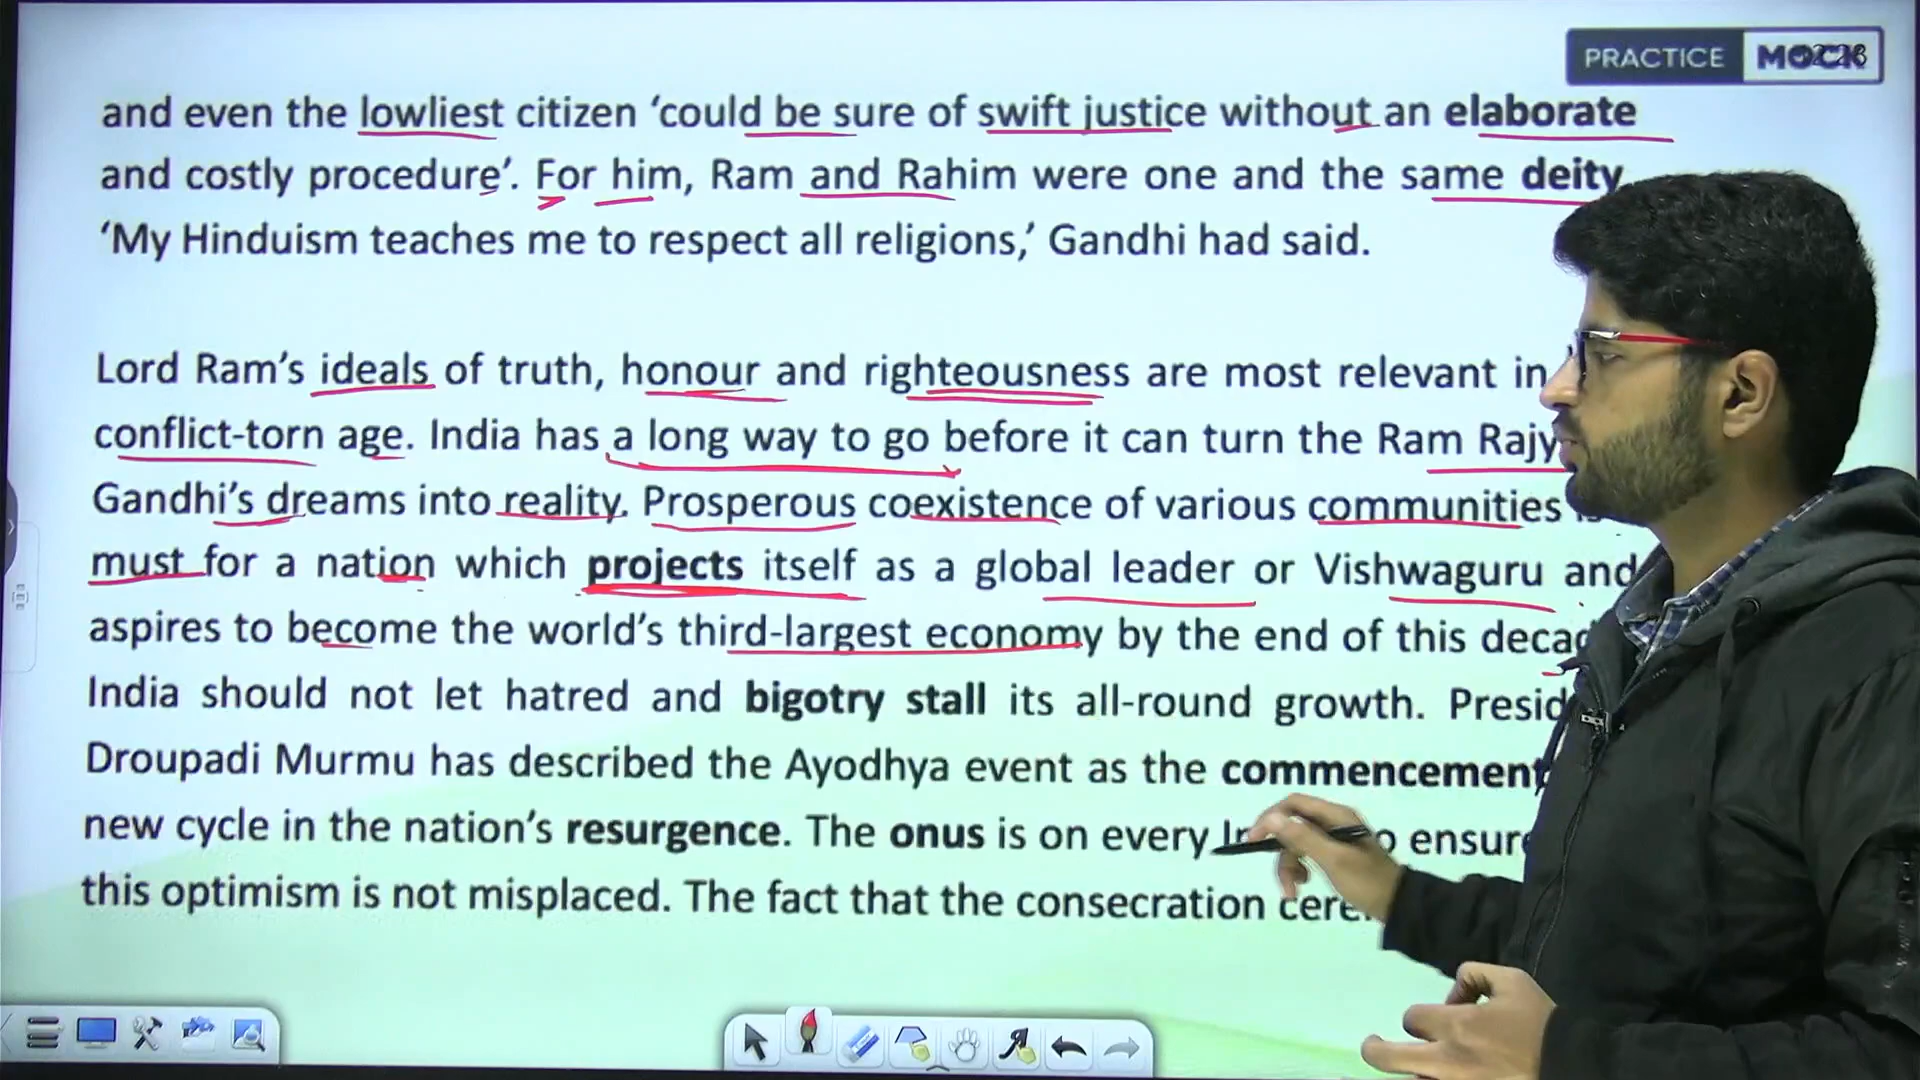 PRACTICE MOCK
and even the lowliest citizen ‘could be sure of swift justice without an elaborate
and costly procedure’. For him, Ram and Rahim were one and the same deity
‘My Hinduism teaches me to respect all religions,’ Gandhi had said.
Lord Ram’s ideals of truth, honour and righteousness are most relevant in
conflict-torn age. India has a long way to go before it can turn the Ram
Gandhi’s dreams into reality. Prosperous coexistence of various communities
must for a nation which projects itself as a global leader or Vishwaguru and
aspires to become the world’s third-largest economy by the end of this
India should not let hatred and bigotry stall its all-round growth.
Droupadi Murmu has described the Ayodhya event as the commencement
new cycle in the nation’s resurgence. The onus is on every
this optimism is not misplaced. The fact that the consecration